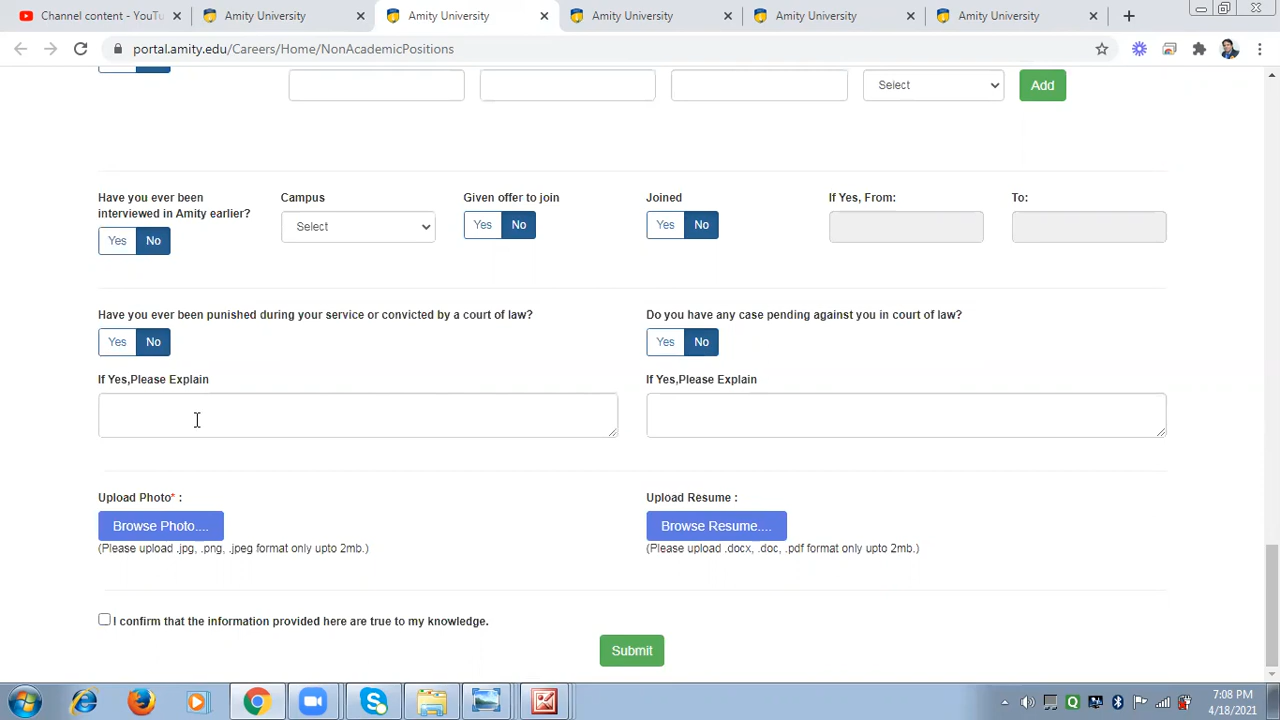 Channel content - YouTu
Amity University
Amity University
Amity University
Amity University
Amity University
portal.amity.edu/Careers/Home/NonAcademicPositions
Select
Add
Have you ever been interviewed in Amity earlier?
Yes No
Campus
Select
Given offer to join
Yes No
Joined
Yes No
If Yes, From:
To:
Have you ever been punished during your service or convicted by a court of law?
Yes No
If Yes,Please Explain
Do you have any case pending against you in court of law?
Yes No
If Yes,Please Explain
Upload Photo* :
Browse Photo....
(Please upload .jpg, .png, .jpeg format only upto 2mb.)
Upload Resume :
Browse Resume....
(Please upload .docx, .doc, .pdf format only upto 2mb.)
I confirm that the information provided here are true to my knowledge.
Submit
7:08 PM
4/18/2021